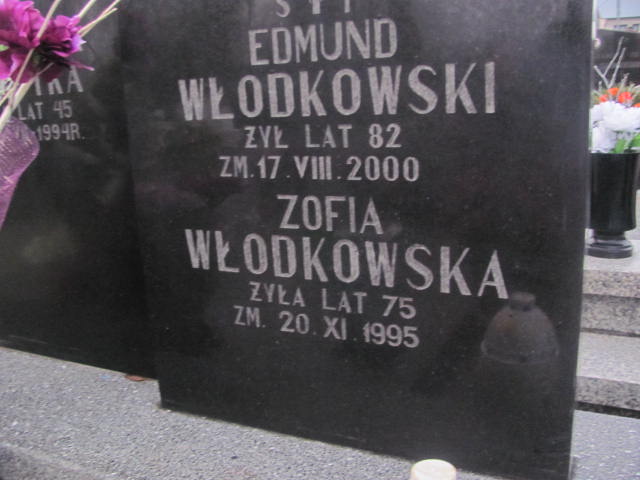 Ś†P
EDMUND
WŁODKOWSKI
ŻYŁ LAT 82
ZM. 17. VIII. 2000
ZOFIA
WŁODKOWSKA
ŻYŁA LAT 75
ZM. 20. XI. 1995
LAT 45
1994R.